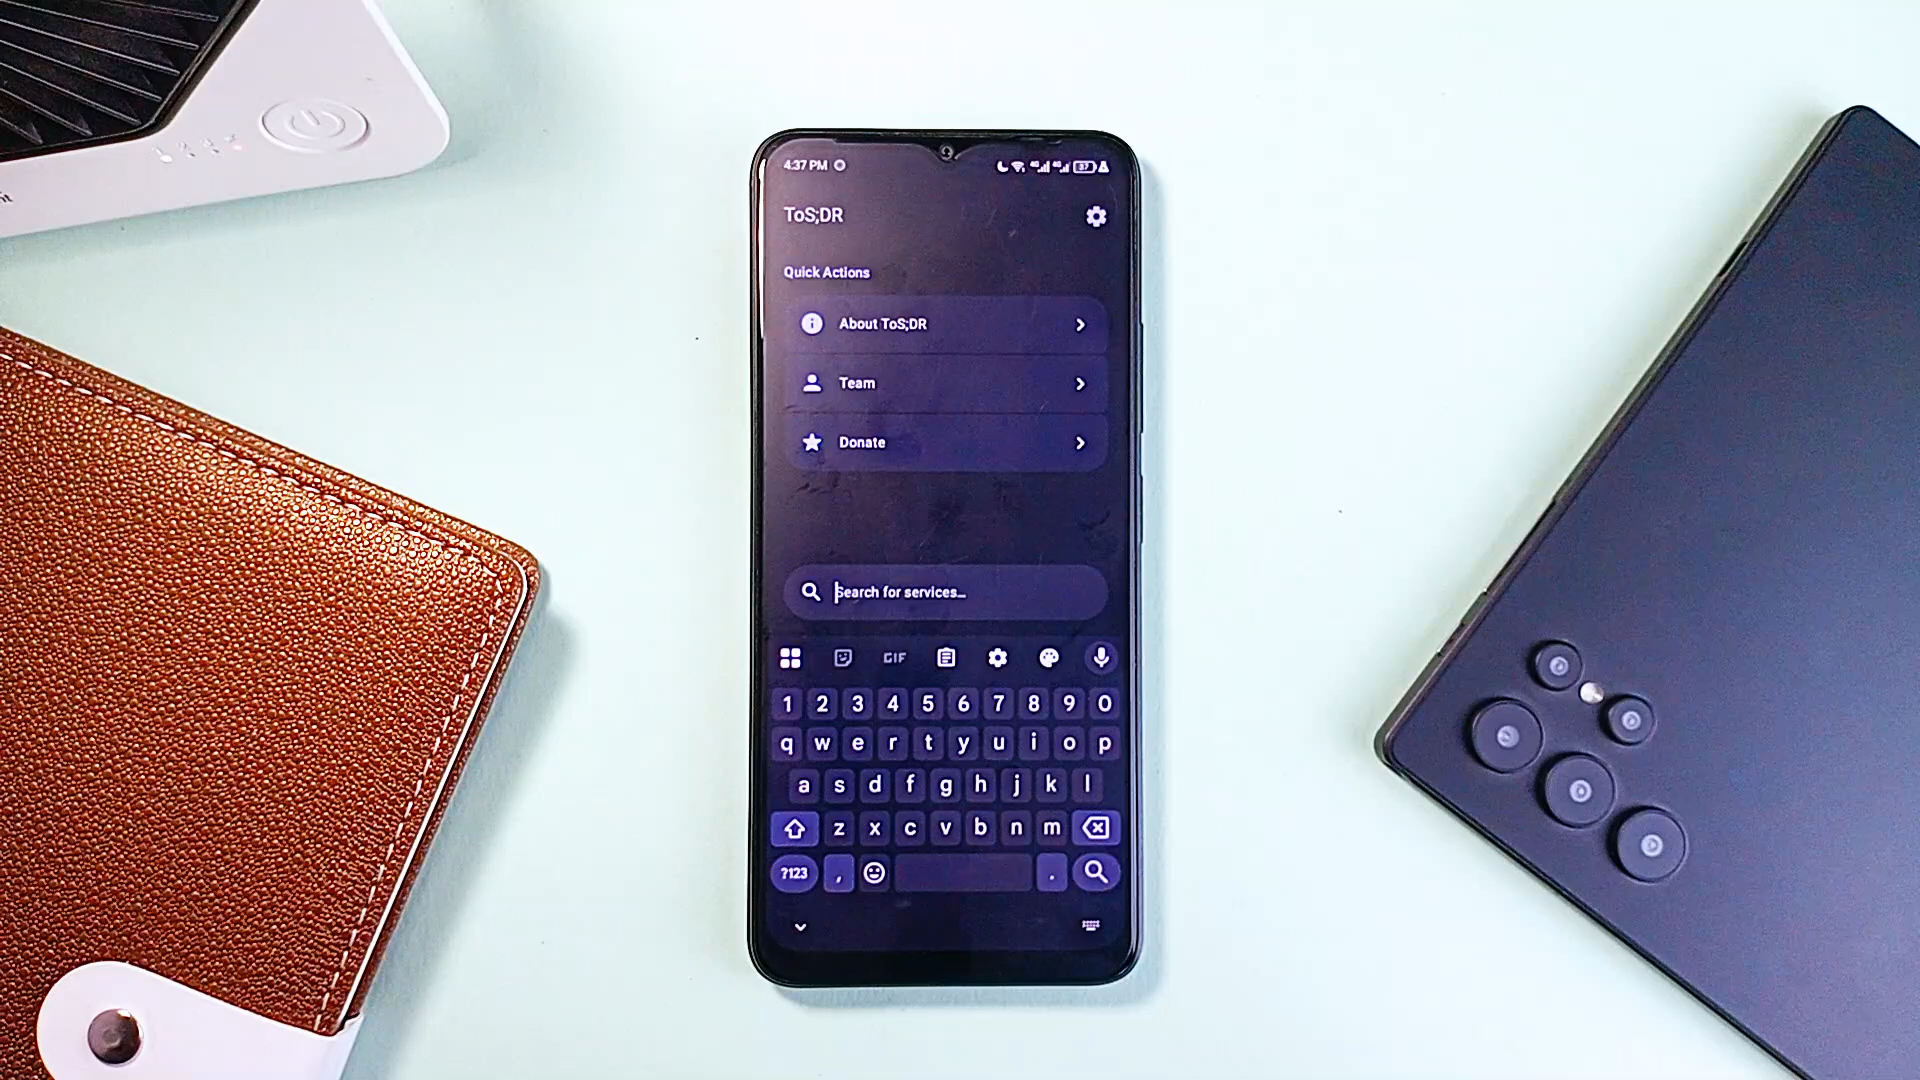 4:37 PM
37
ToS;DR
Quick Actions
About ToS;DR
Team
Donate
Search for services...
GIF
1 2 3 4 5 6 7 8 9 0
q w e r t y u i o p
a s d f g h j k l
z x c v b n m
?123 , .